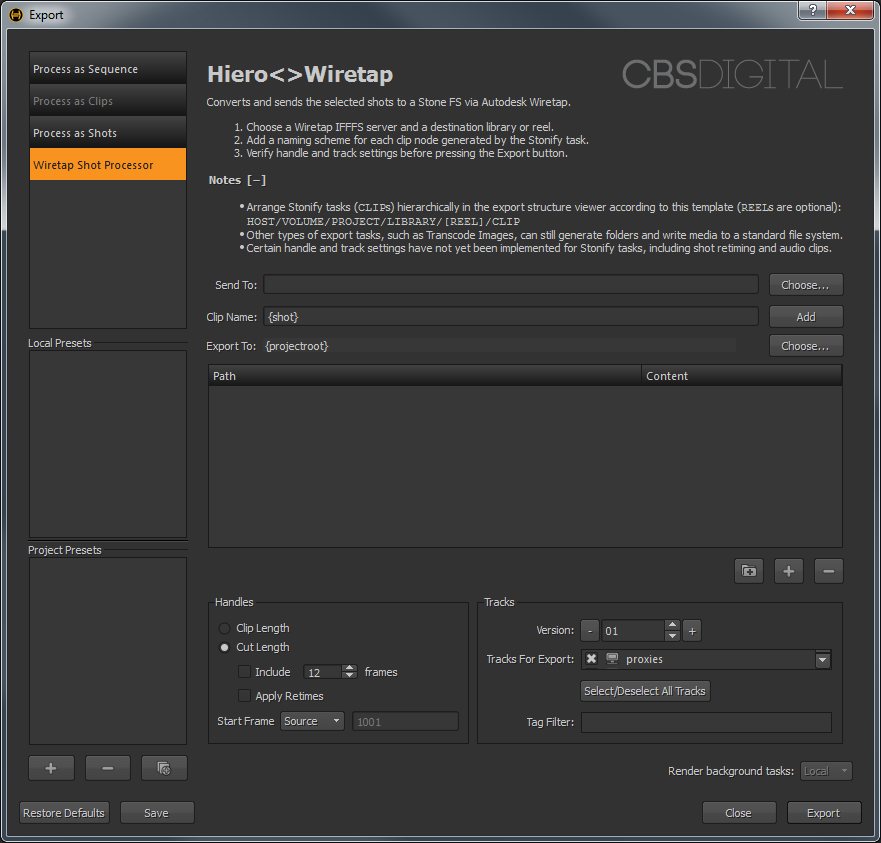 Export
?
Process as Sequence
Process as Clips
Process as Shots
Wiretap Shot Processor
Local Presets
Project Presets
Restore Defaults
Save
Hiero<>Wiretap
CBSDIGITAL
Converts and sends the selected shots to a Stone FS via Autodesk Wiretap.
1. Choose a Wiretap IFFFS server and a destination library or reel.
2. Add a naming scheme for each clip node generated by the Stonify task.
3. Verify handle and track settings before pressing the Export button.
Notes [−]
•Arrange Stonify tasks (CLIPs) hierarchically in the export structure viewer according to this template (REELs are optional):
HOST/VOLUME/PROJECT/LIBRARY/[REEL]/CLIP
•Other types of export tasks, such as Transcode Images, can still generate folders and write media to a standard file system.
•Certain handle and track settings have not yet been implemented for Stonify tasks, including shot retiming and audio clips.
Send To: Choose...
Clip Name: {shot} Add
Export To: {projectroot} Choose...
Path Content
Handles
Clip Length
Cut Length
Include 12 frames
Apply Retimes
Start Frame Source 1001
Tracks
Version: - 01 +
Tracks For Export: proxies
Select/Deselect All Tracks
Tag Filter:
Render background tasks: Local
Close Export